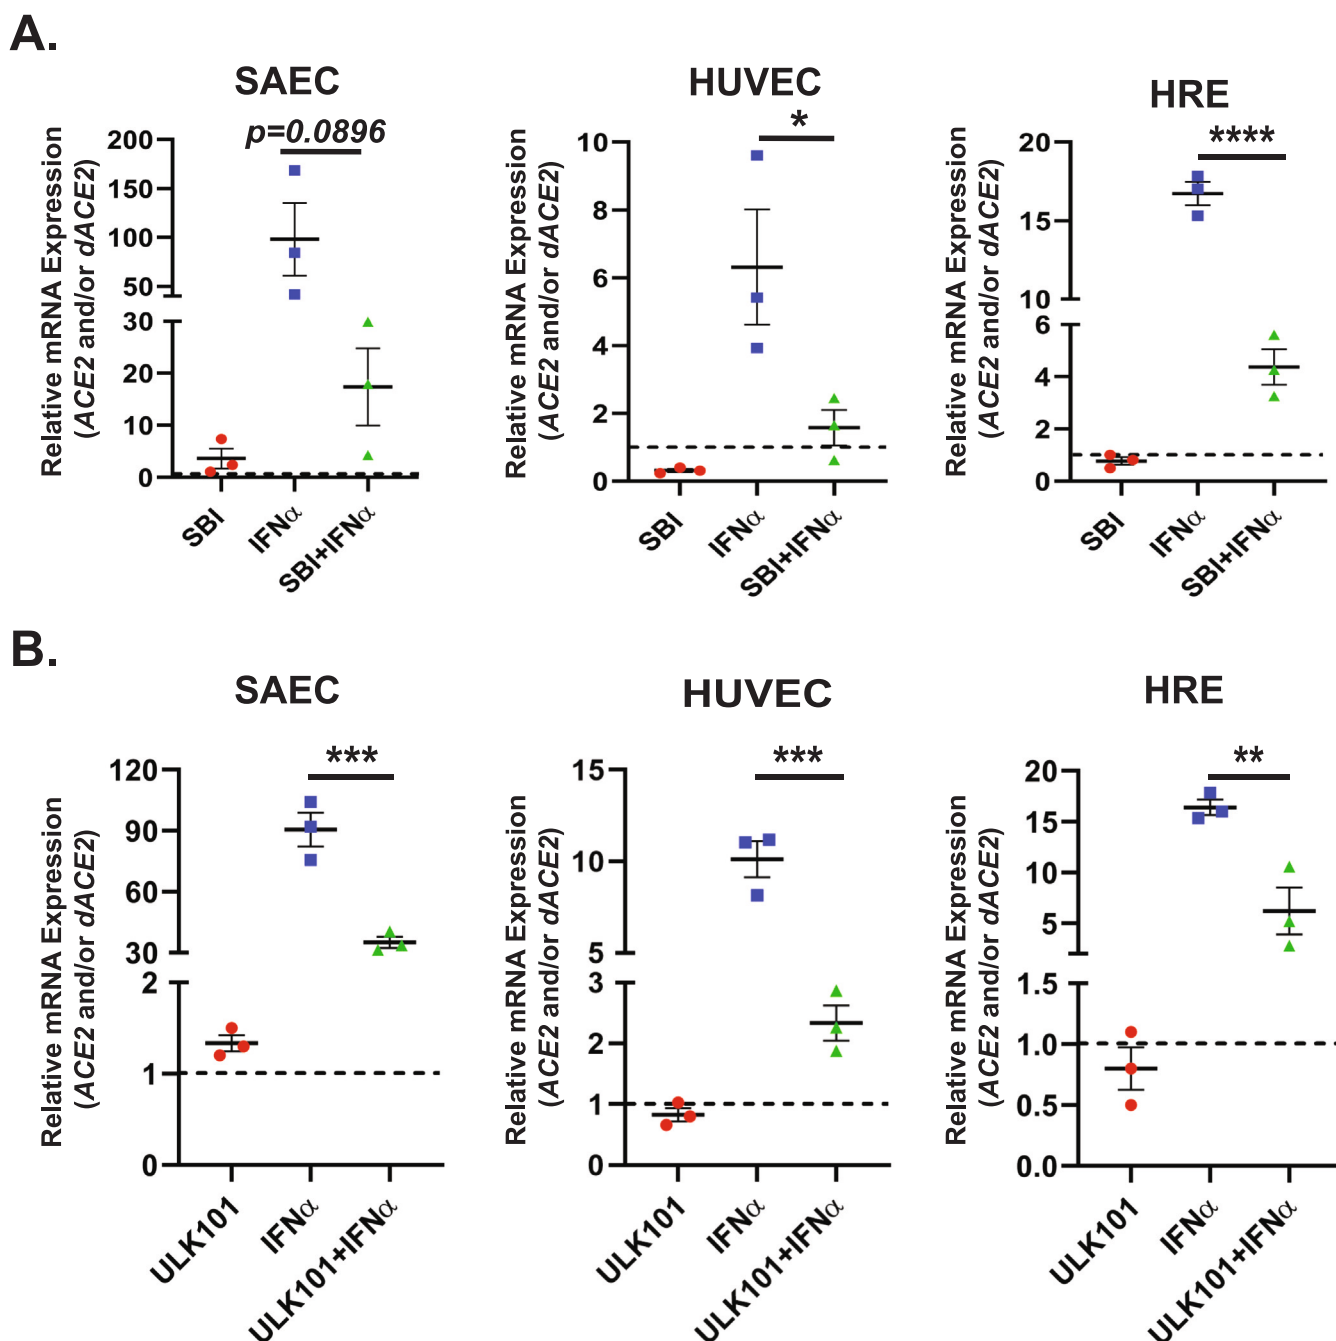 A.
SAEC
p=0.0896
Relative mRNA Expression
(ACE2 and/or dACE2)
200
150
100
50
30
20
10
0
SBI
IFNα
SBI+IFNα
HUVEC
*
Relative mRNA Expression
(ACE2 and/or dACE2)
10
8
6
4
2
0
SBI
IFNα
SBI+IFNα
HRE
****
Relative mRNA Expression
(ACE2 and/or dACE2)
20
15
10
6
4
2
0
SBI
IFNα
SBI+IFNα
B.
SAEC
***
Relative mRNA Expression
(ACE2 and/or dACE2)
120
90
60
30
2
1
0
ULK101
IFNα
ULK101+IFNα
HUVEC
***
Relative mRNA Expression
(ACE2 and/or dACE2)
15
10
5
3
2
1
0
ULK101
IFNα
ULK101+IFNα
HRE
**
Relative mRNA Expression
(ACE2 and/or dACE2)
20
15
10
5
1.5
1.0
0.5
0.0
ULK101
IFNα
ULK101+IFNα